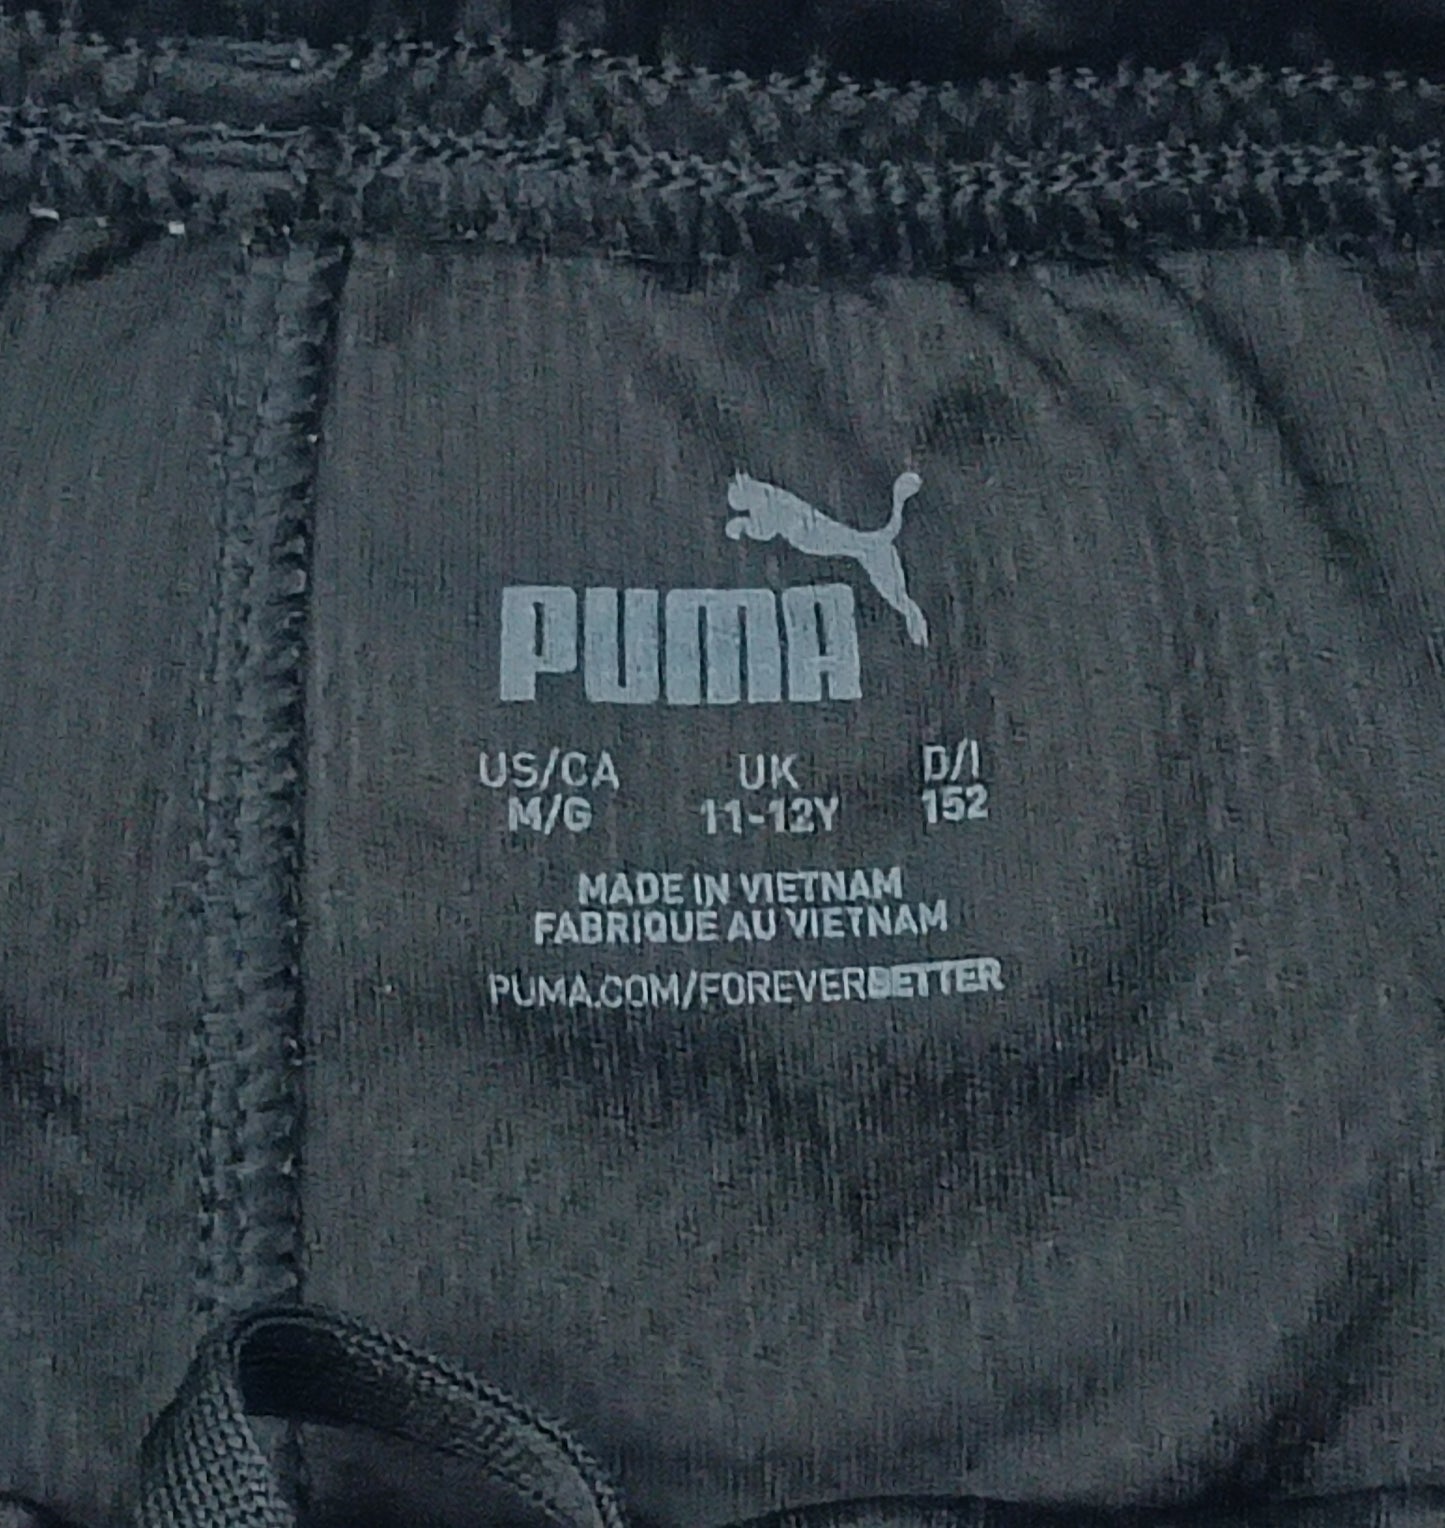 PUMA
US/CA UK D/I
M/G 11-12Y 152
MADE IN VIETNAM
FABRIQUE AU VIETNAM
PUMA.COM/FOREVERBETTER